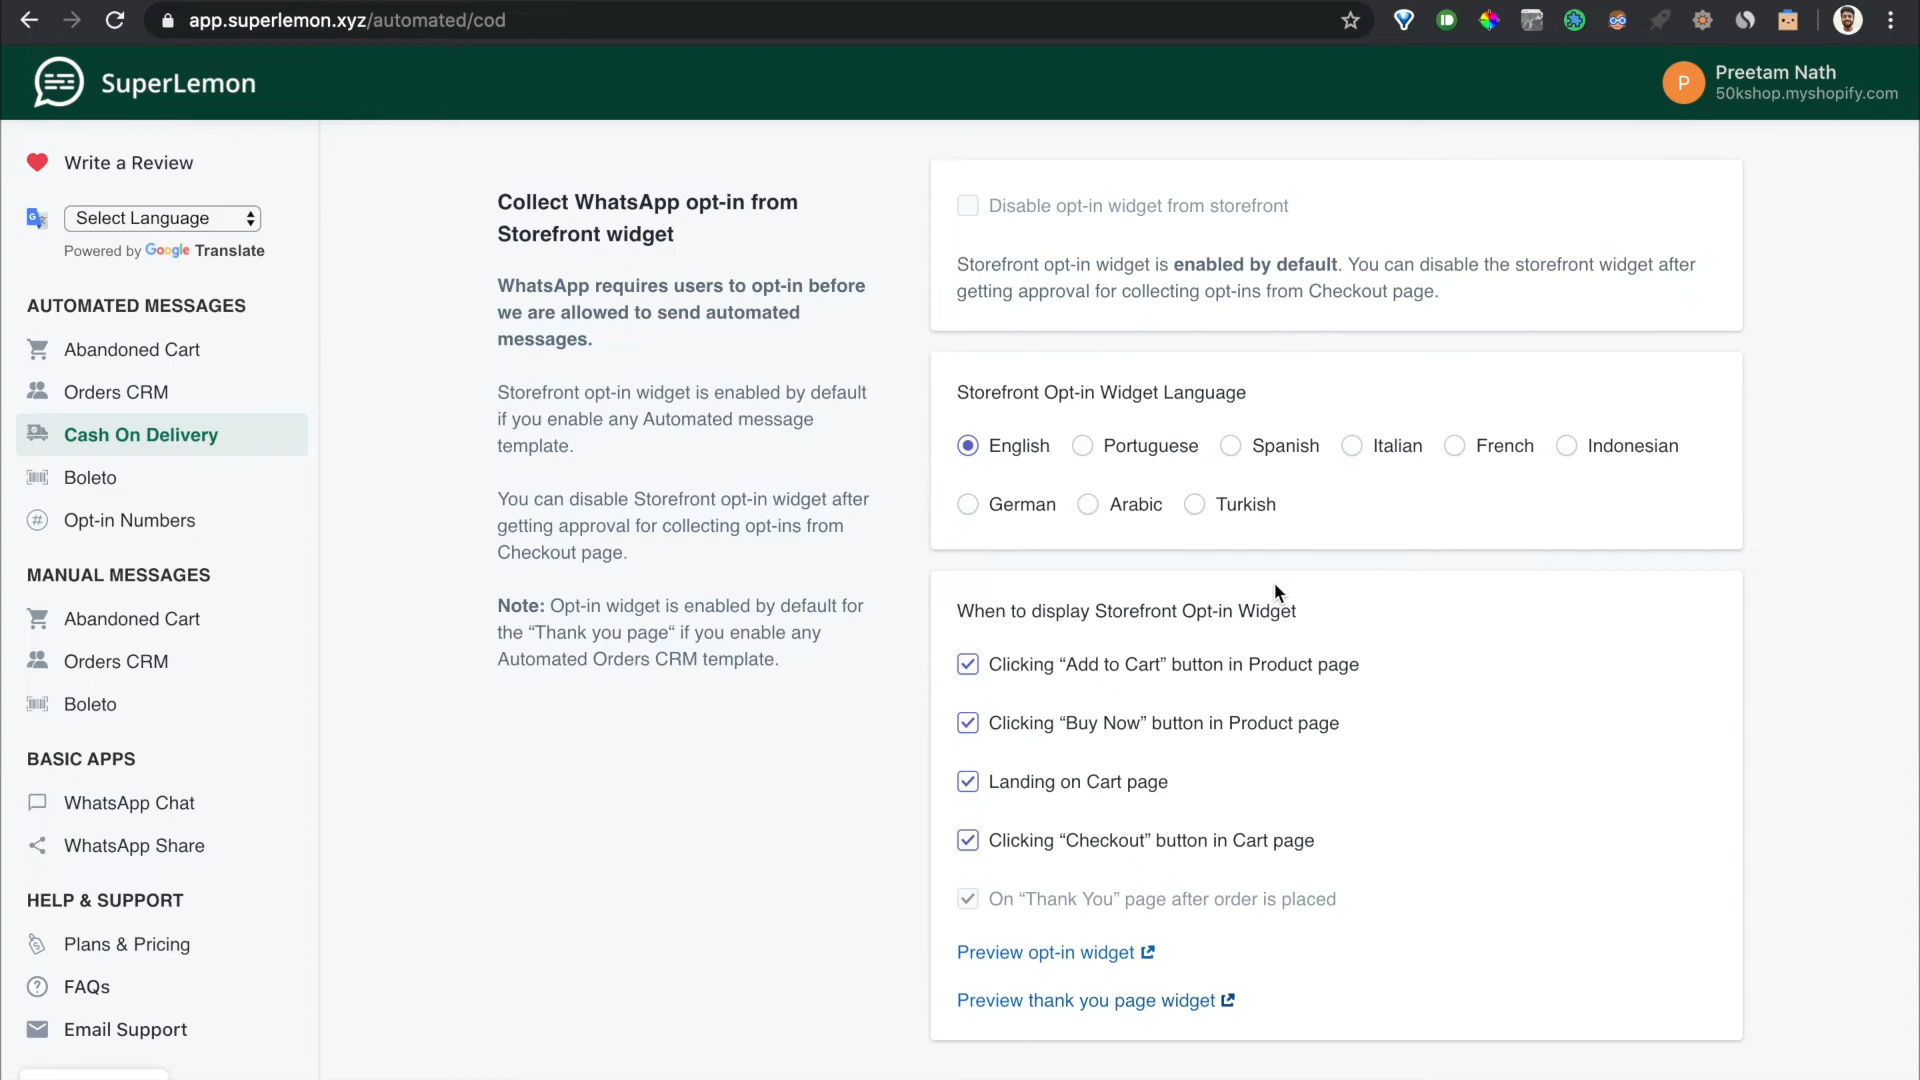 app.superlemon.xyz/automated/cod
SuperLemon
P
Preetam Nath
50kshop.myshopify.com
Write a Review
Select Language
Powered by Google Translate
AUTOMATED MESSAGES
Abandoned Cart
Orders CRM
Cash On Delivery
Boleto
Opt-in Numbers
MANUAL MESSAGES
Abandoned Cart
Orders CRM
Boleto
BASIC APPS
WhatsApp Chat
WhatsApp Share
HELP & SUPPORT
Plans & Pricing
FAQs
Email Support
Collect WhatsApp opt-in from
Storefront widget
WhatsApp requires users to opt-in before
we are allowed to send automated
messages.
Storefront opt-in widget is enabled by default
if you enable any Automated message
template.
You can disable Storefront opt-in widget after
getting approval for collecting opt-ins from
Checkout page.
Note: Opt-in widget is enabled by default for
the “Thank you page“ if you enable any
Automated Orders CRM template.
Disable opt-in widget from storefront
Storefront opt-in widget is enabled by default. You can disable the storefront widget after
getting approval for collecting opt-ins from Checkout page.
Storefront Opt-in Widget Language
English Portuguese Spanish Italian French Indonesian
German Arabic Turkish
When to display Storefront Opt-in Widget
Clicking “Add to Cart” button in Product page
Clicking “Buy Now” button in Product page
Landing on Cart page
Clicking “Checkout” button in Cart page
On “Thank You” page after order is placed
Preview opt-in widget
Preview thank you page widget